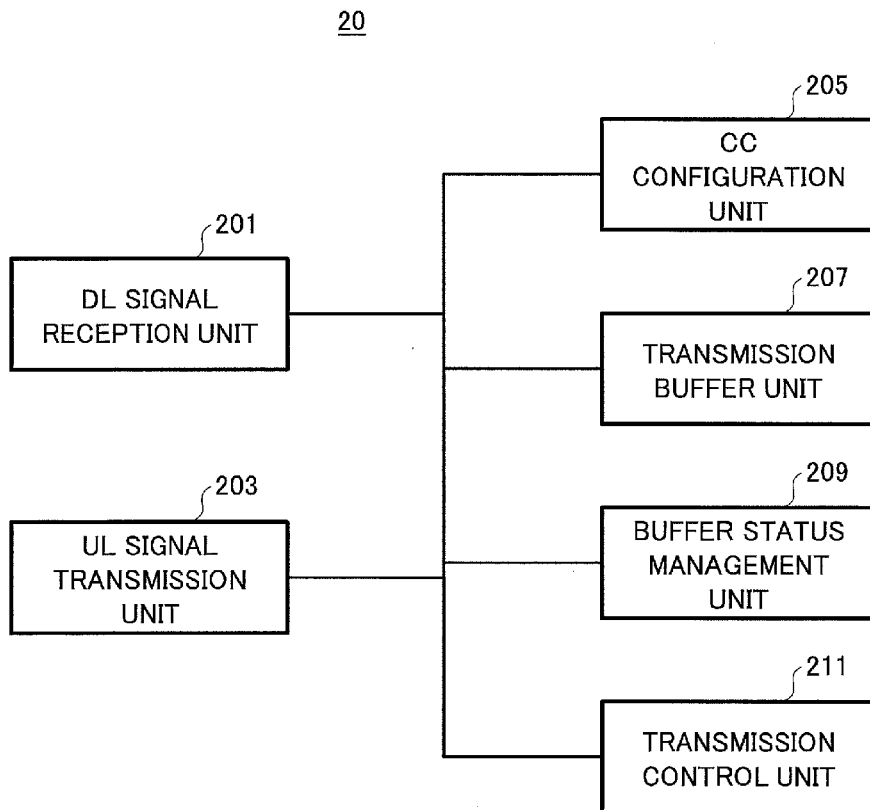 20
205
CC
CONFIGURATION
UNIT
201
DL SIGNAL
RECEPTION UNIT
207
TRANSMISSION
BUFFER UNIT
203
UL SIGNAL
TRANSMISSION
UNIT
209
BUFFER STATUS
MANAGEMENT
UNIT
211
TRANSMISSION
CONTROL UNIT